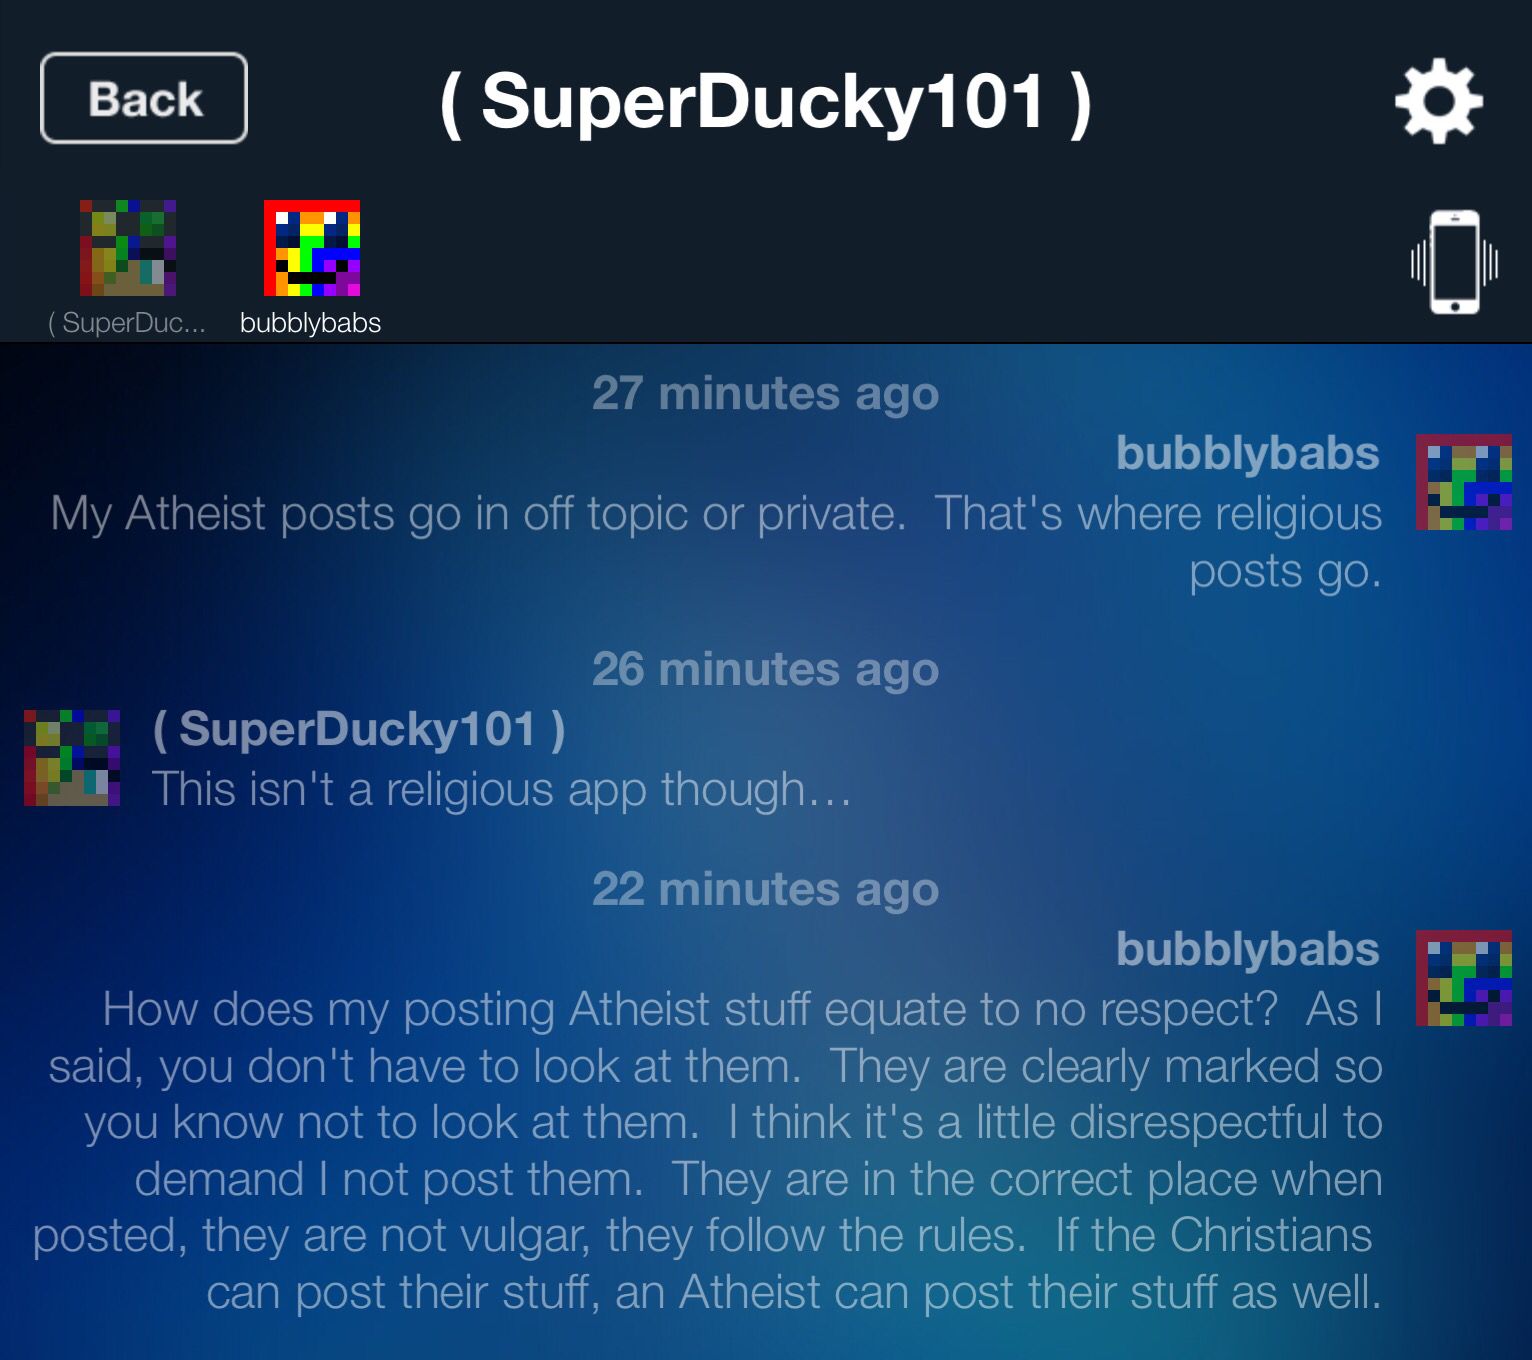 Back
( SuperDucky101 )
( SuperDuc...
bubblybabs
27 minutes ago
bubblybabs
My Atheist posts go in off topic or private.  That's where religious
posts go.
26 minutes ago
( SuperDucky101 )
This isn't a religious app though…
22 minutes ago
bubblybabs
How does my posting Atheist stuff equate to no respect?  As I
said, you don't have to look at them.  They are clearly marked so
you know not to look at them.  I think it's a little disrespectful to
demand I not post them.  They are in the correct place when
posted, they are not vulgar, they follow the rules.  If the Christians
can post their stuff, an Atheist can post their stuff as well.